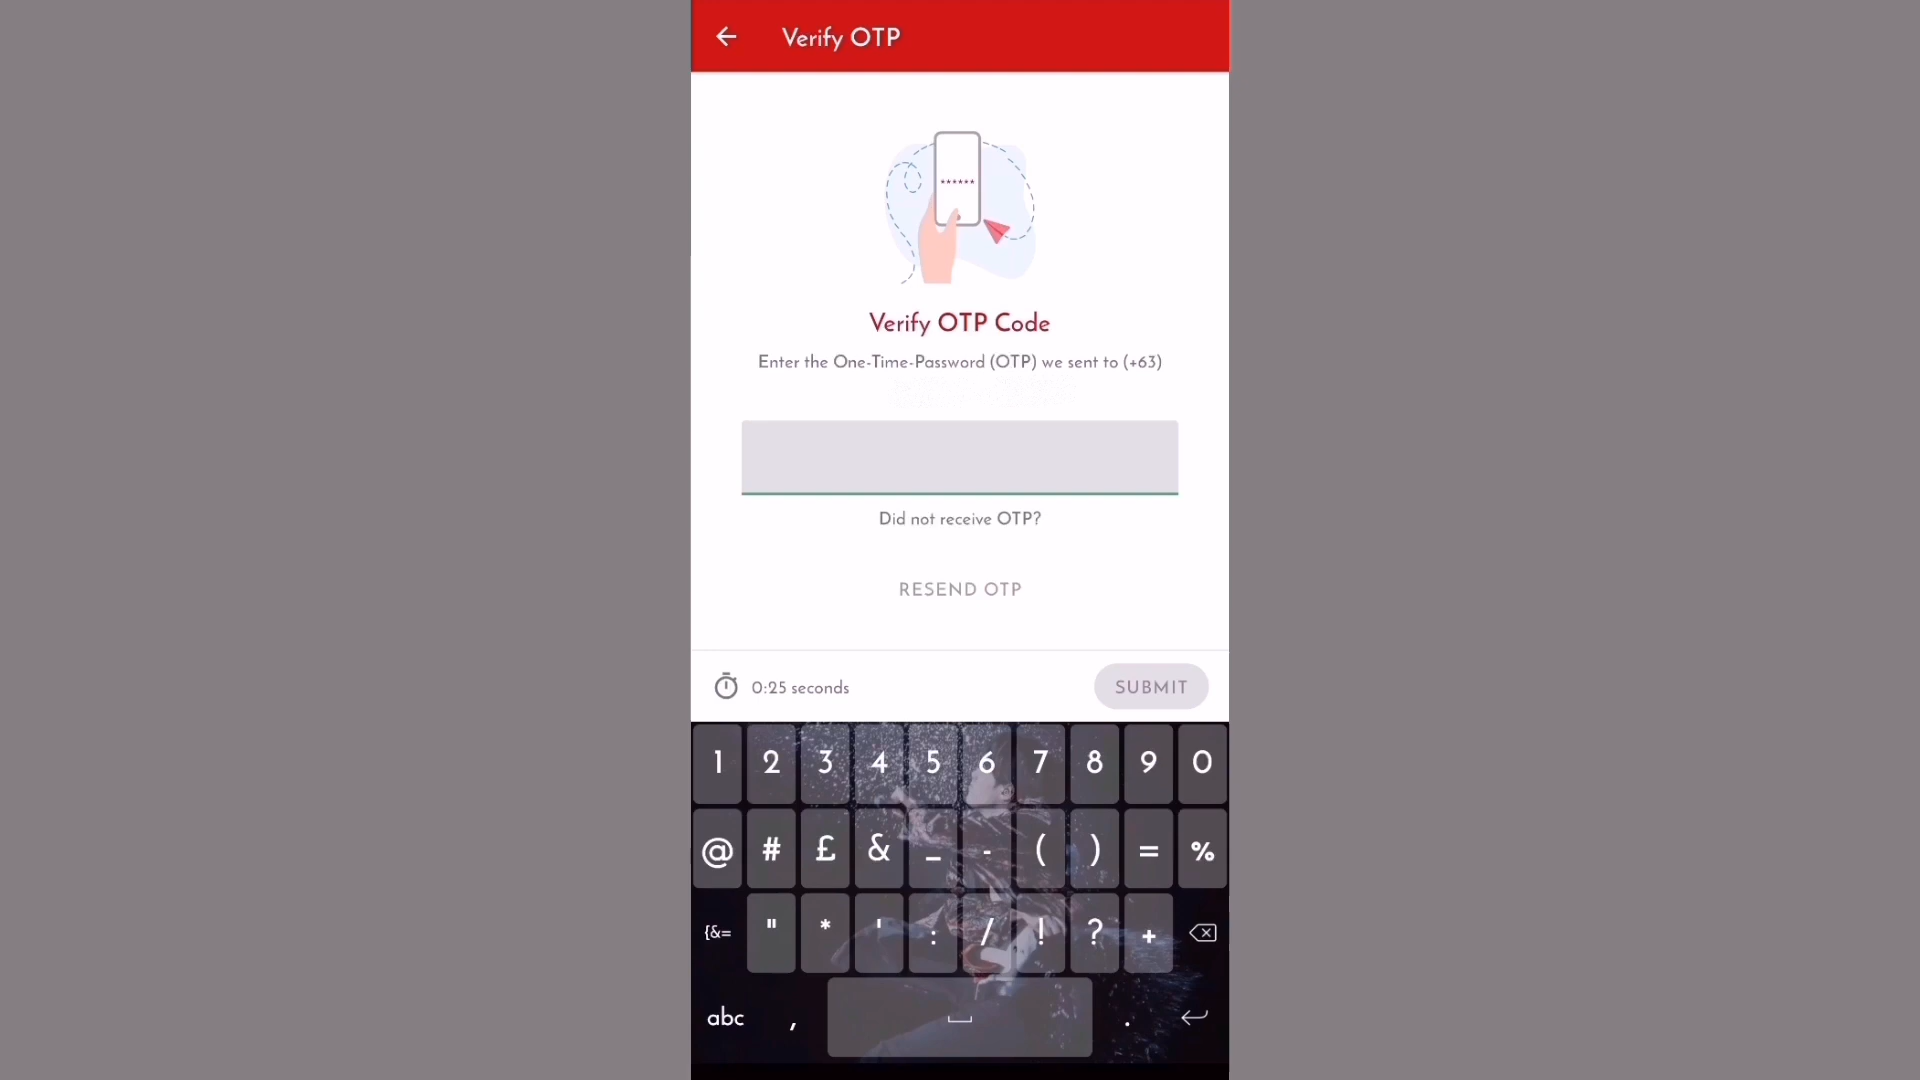 Verify OTP
******
Verify OTP Code
Enter the One-Time-Password (OTP) we sent to (+63)
Did not receive OTP?
RESEND OTP
0:25 seconds
SUBMIT
1 2 3 4 5 6 7 8 9 0
@ # £ & _ - ( ) = %
{&= " * ' : / ! ? +
abc , .